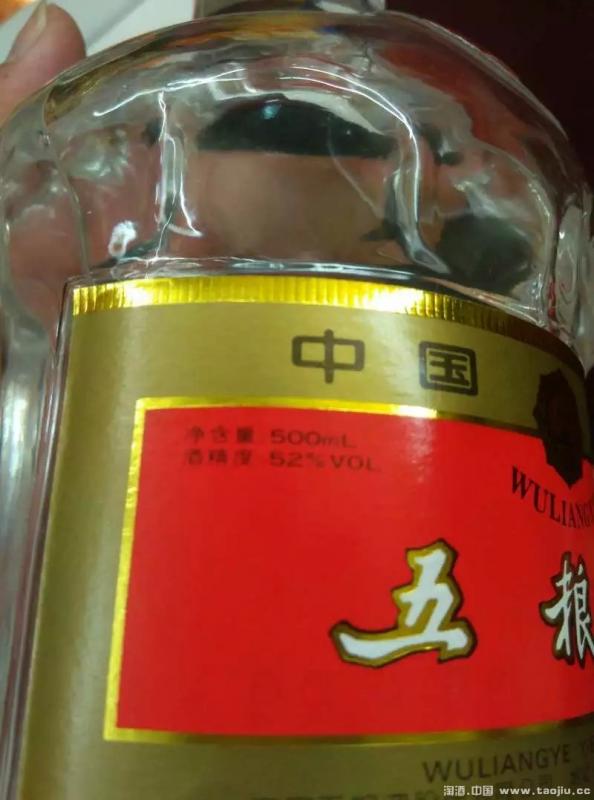 中国
净含量 500mL
酒精度 52%VOL
WULIANG
五粮
WULIANGYE
淘酒.中国 www.taojiu.cc